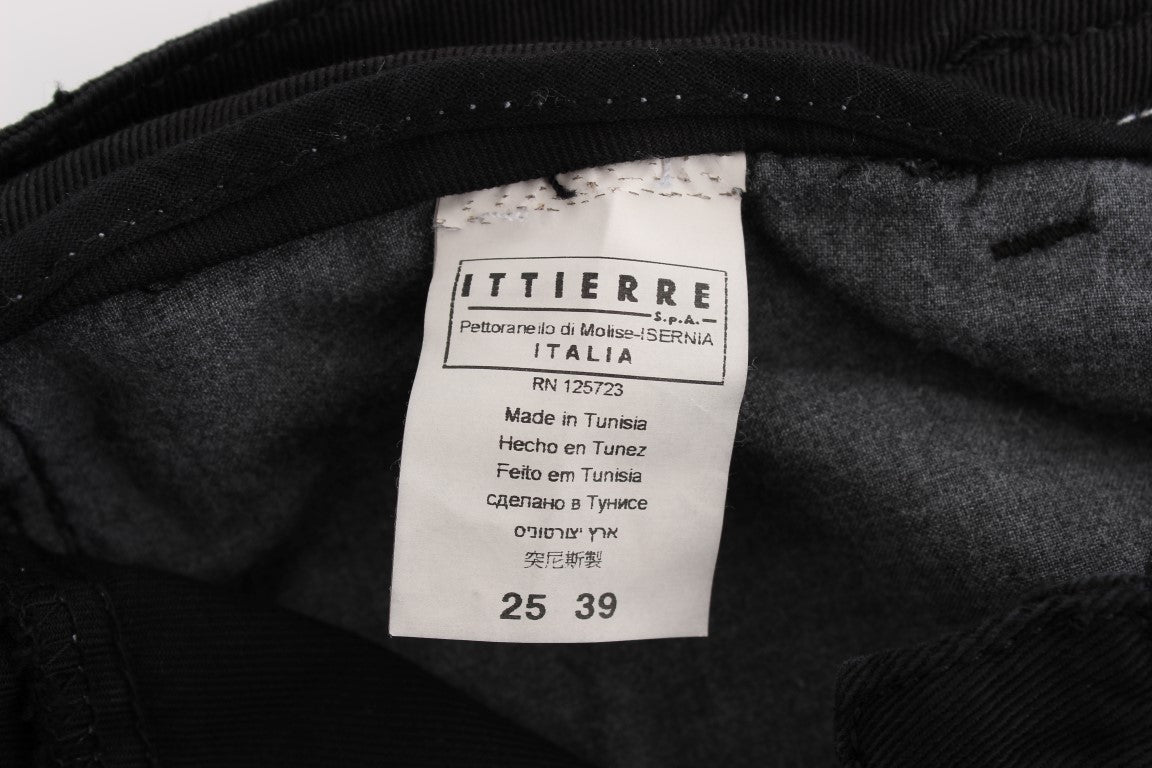 ITTIERRE
S.p.A.
Pettoranello di Molise-ISERNIA
ITALIA
RN 125723
Made in Tunisia
Hecho en Tunez
Feito em Tunisia
сделано в Тунисе
ארץ יצורטוניס
突尼斯製
25 39